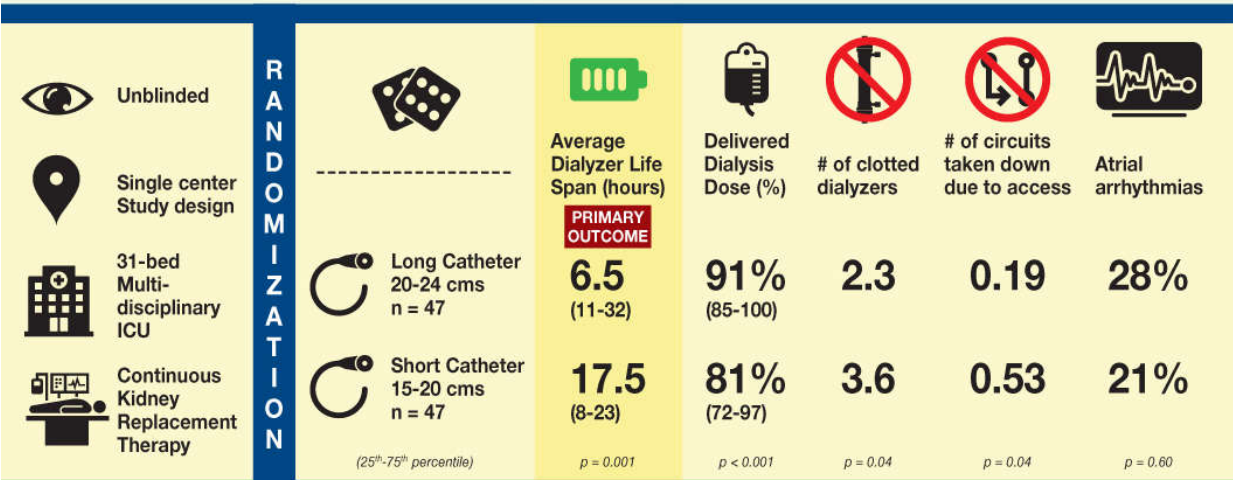 Unblinded
Single center
Study design
31-bed
Multi-
disciplinary
ICU
Continuous
Kidney
Replacement
Therapy
RANDOMIZATION
Average
Dialyzer Life
Span (hours)
PRIMARY
OUTCOME
Delivered
Dialysis
Dose (%)
# of clotted
dialyzers
# of circuits
taken down
due to access
Atrial
arrhythmias
Long Catheter
20-24 cms
n = 47
6.5
(11-32)
91%
(85-100)
2.3
0.19
28%
Short Catheter
15-20 cms
n = 47
17.5
(8-23)
81%
(72-97)
3.6
0.53
21%
(25th-75th percentile)
p = 0.001
p < 0.001
p = 0.04
p = 0.04
p = 0.60